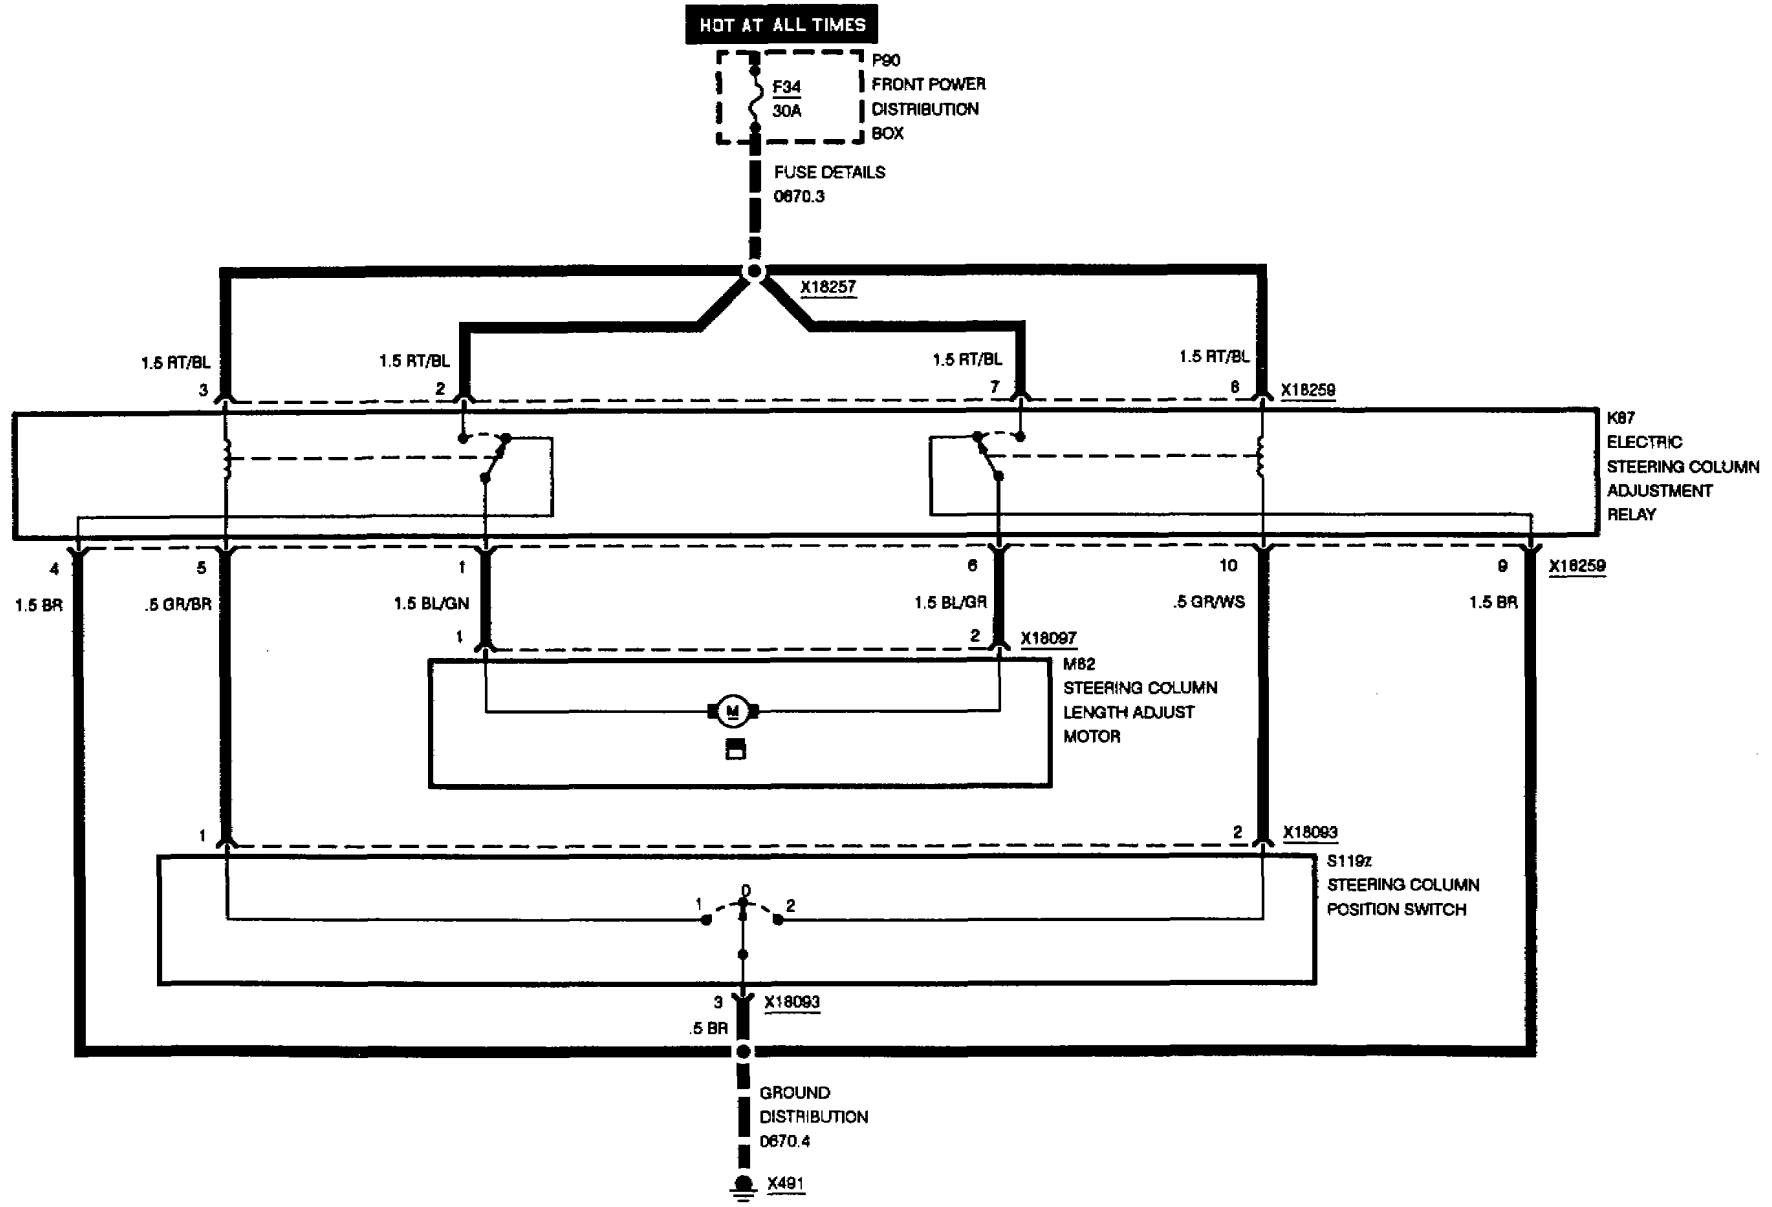 HOT AT ALL TIMES
P90
FRONT POWER
DISTRIBUTION
BOX
F34
30A
FUSE DETAILS
0670.3
X18257
1.5 RT/BL
1.5 RT/BL
1.5 RT/BL
1.5 RT/BL
3
2
7
8
X18259
K87
ELECTRIC
STEERING COLUMN
ADJUSTMENT
RELAY
4
5
1
6
10
9
X18259
1.5 BR
.5 GR/BR
1.5 BL/GN
1.5 BL/GR
.5 GR/WS
1.5 BR
1
2
X18097
M62
STEERING COLUMN
LENGTH ADJUST
MOTOR
M
1
2
X18093
S119z
STEERING COLUMN
POSITION SWITCH
1
0
2
3
X18093
.5 BR
GROUND
DISTRIBUTION
0670.4
X491